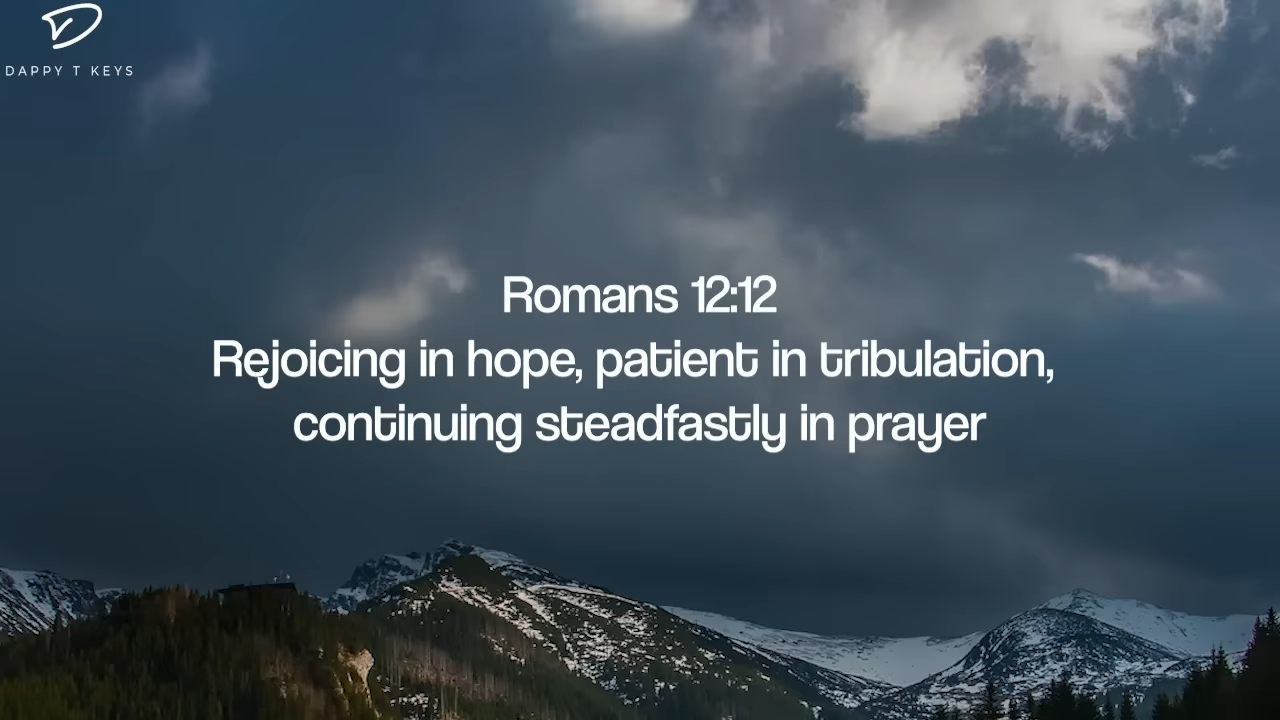 DAPPY T KEYS
Romans 12:12
Rejoicing in hope, patient in tribulation,
continuing steadfastly in prayer